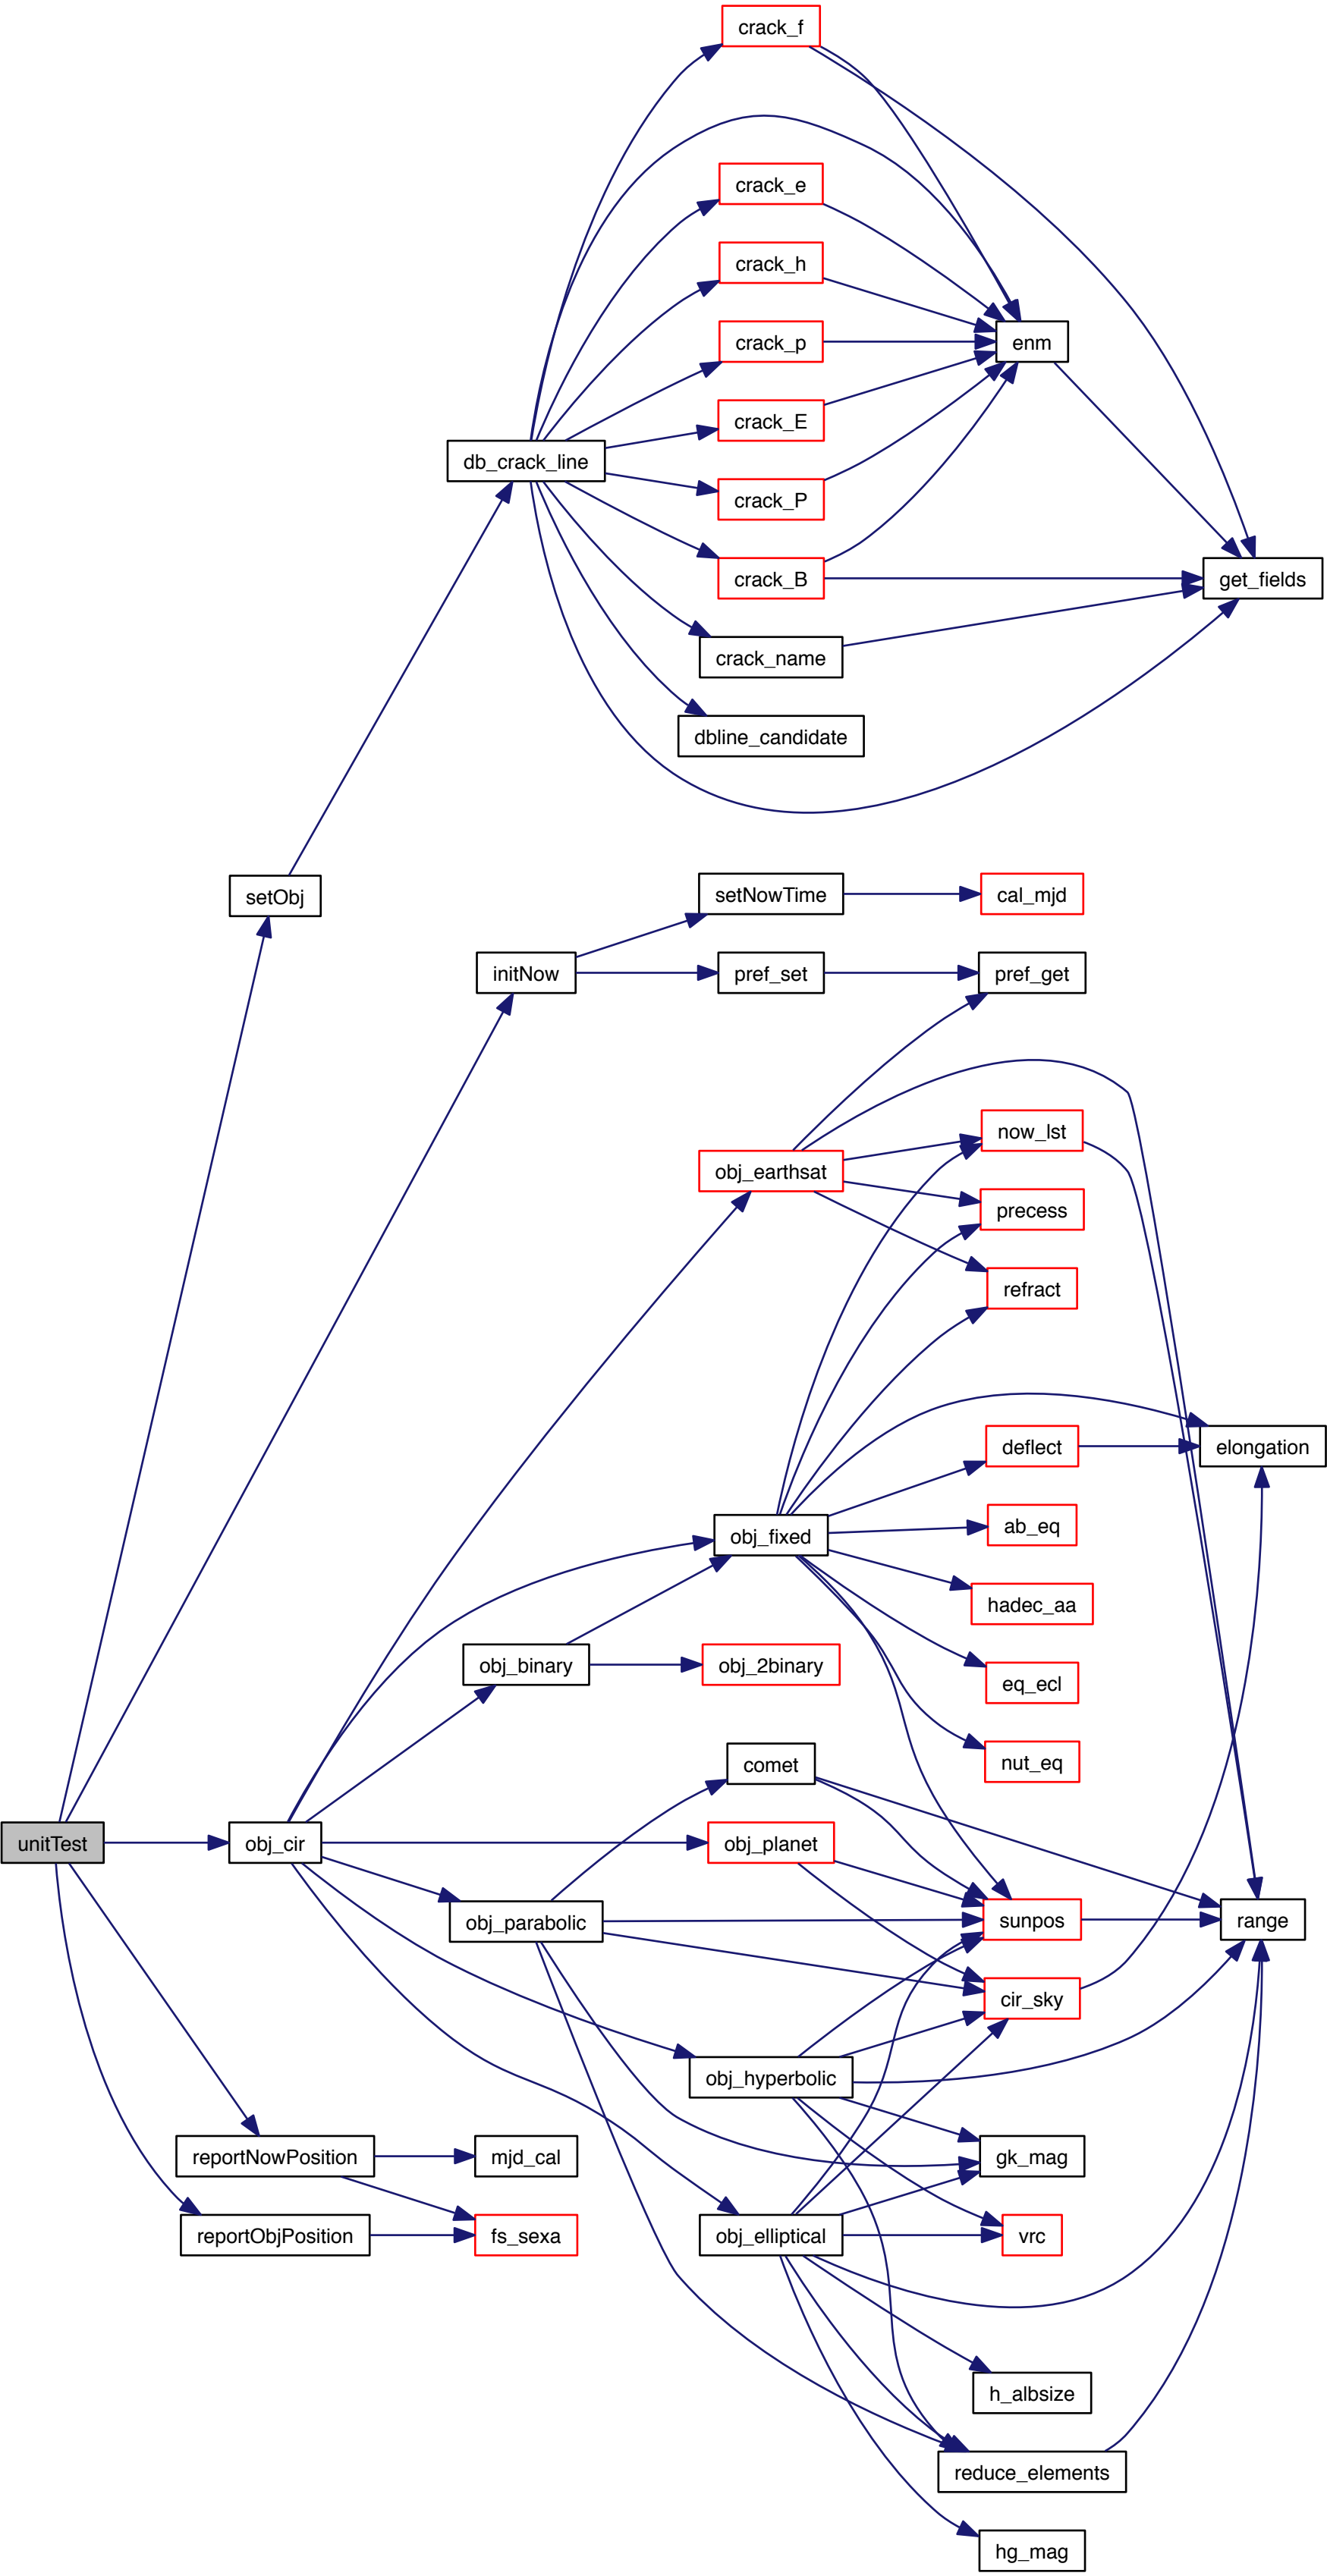 crack_f
crack_e
crack_h
enm
crack_p
crack_E
db_crack_line
crack_P
crack_B
get_fields
crack_name
dbline_candidate
setObj
setNowTime
cal_mjd
initNow
pref_set
pref_get
now_lst
obj_earthsat
precess
refract
deflect
elongation
obj_fixed
ab_eq
hadec_aa
obj_binary
obj_2binary
eq_ecl
comet
nut_eq
unitTest
obj_cir
obj_planet
obj_parabolic
sunpos
range
cir_sky
obj_hyperbolic
reportNowPosition
mjd_cal
gk_mag
reportObjPosition
fs_sexa
obj_elliptical
vrc
h_albsize
reduce_elements
hg_mag